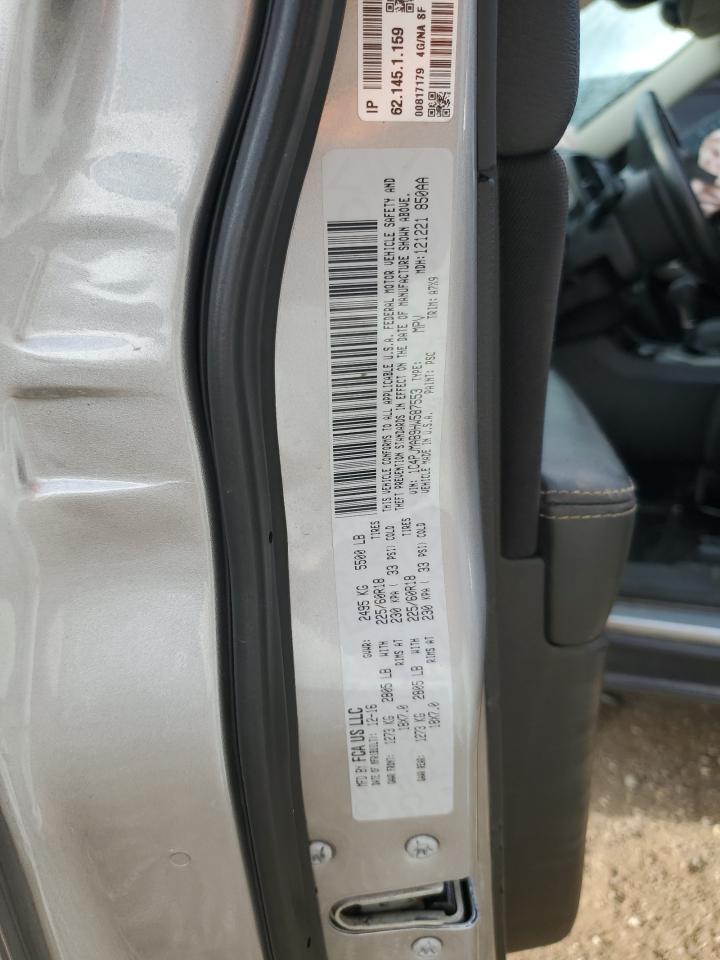 IP
62.145.1.159
00817179 4G/NA 8F
MFD BY FCA US LLC
DATE OF MFR(BUILT): 12-16 GVWR: 2495 KG 5500 LB
GAWR FRONT: 1273 KG 2805 LB WITH 225/60R18 TIRES
18X7.0 RIMS AT 230 KPA ( 33 PSI) COLD
GAWR REAR: 1273 KG 2805 LB WITH 225/60R18 TIRES
18X7.0 RIMS AT 230 KPA ( 33 PSI) COLD
THIS VEHICLE CONFORMS TO ALL APPLICABLE U.S.A. FEDERAL MOTOR VEHICLE SAFETY AND
THEFT PREVENTION STANDARDS IN EFFECT ON THE DATE OF MANUFACTURE SHOWN ABOVE.
VIN: 1C4PJMAB9HW587553 TYPE: MPV MDH:121221 850AA
VEHICLE MADE IN U.S.A. PAINT: PSC TRIM: A7X9